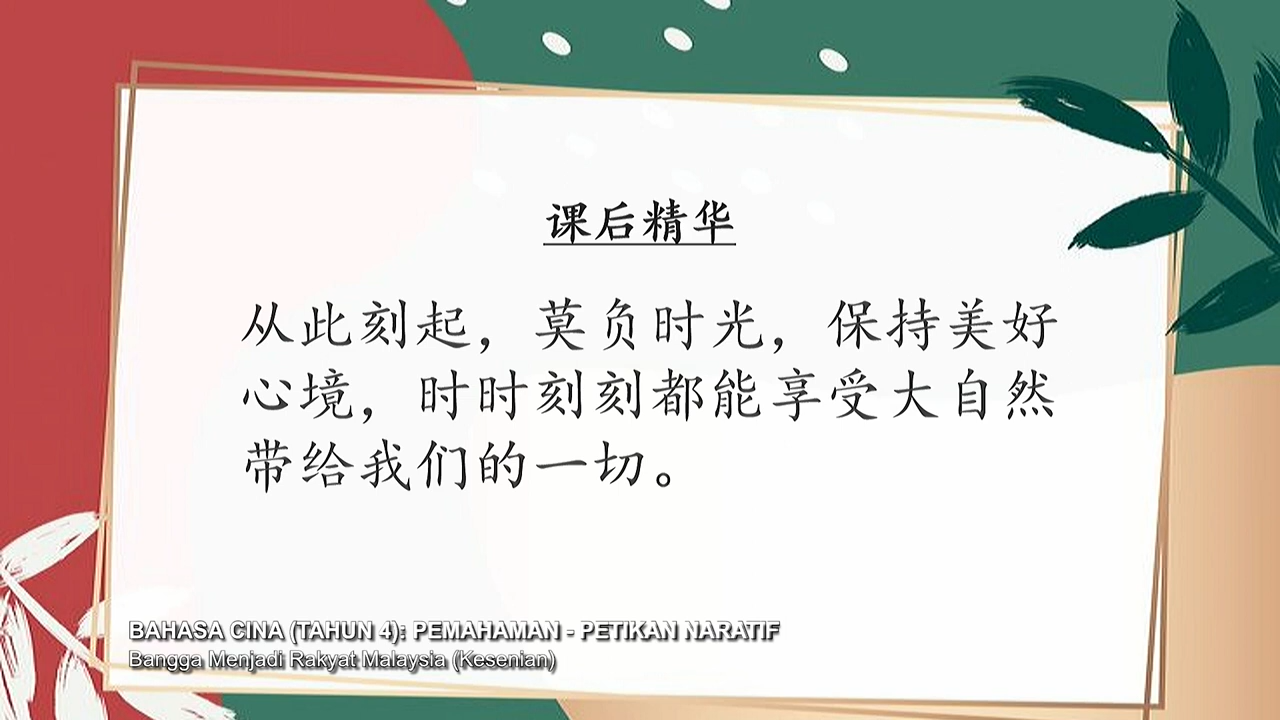 课后精华
从此刻起，莫负时光，保持美好
心境，时时刻刻都能享受大自然
带给我们的一切。
BAHASA CINA (TAHUN 4): PEMAHAMAN - PETIKAN NARATIF
Bangga Menjadi Rakyat Malaysia (Kesenian)